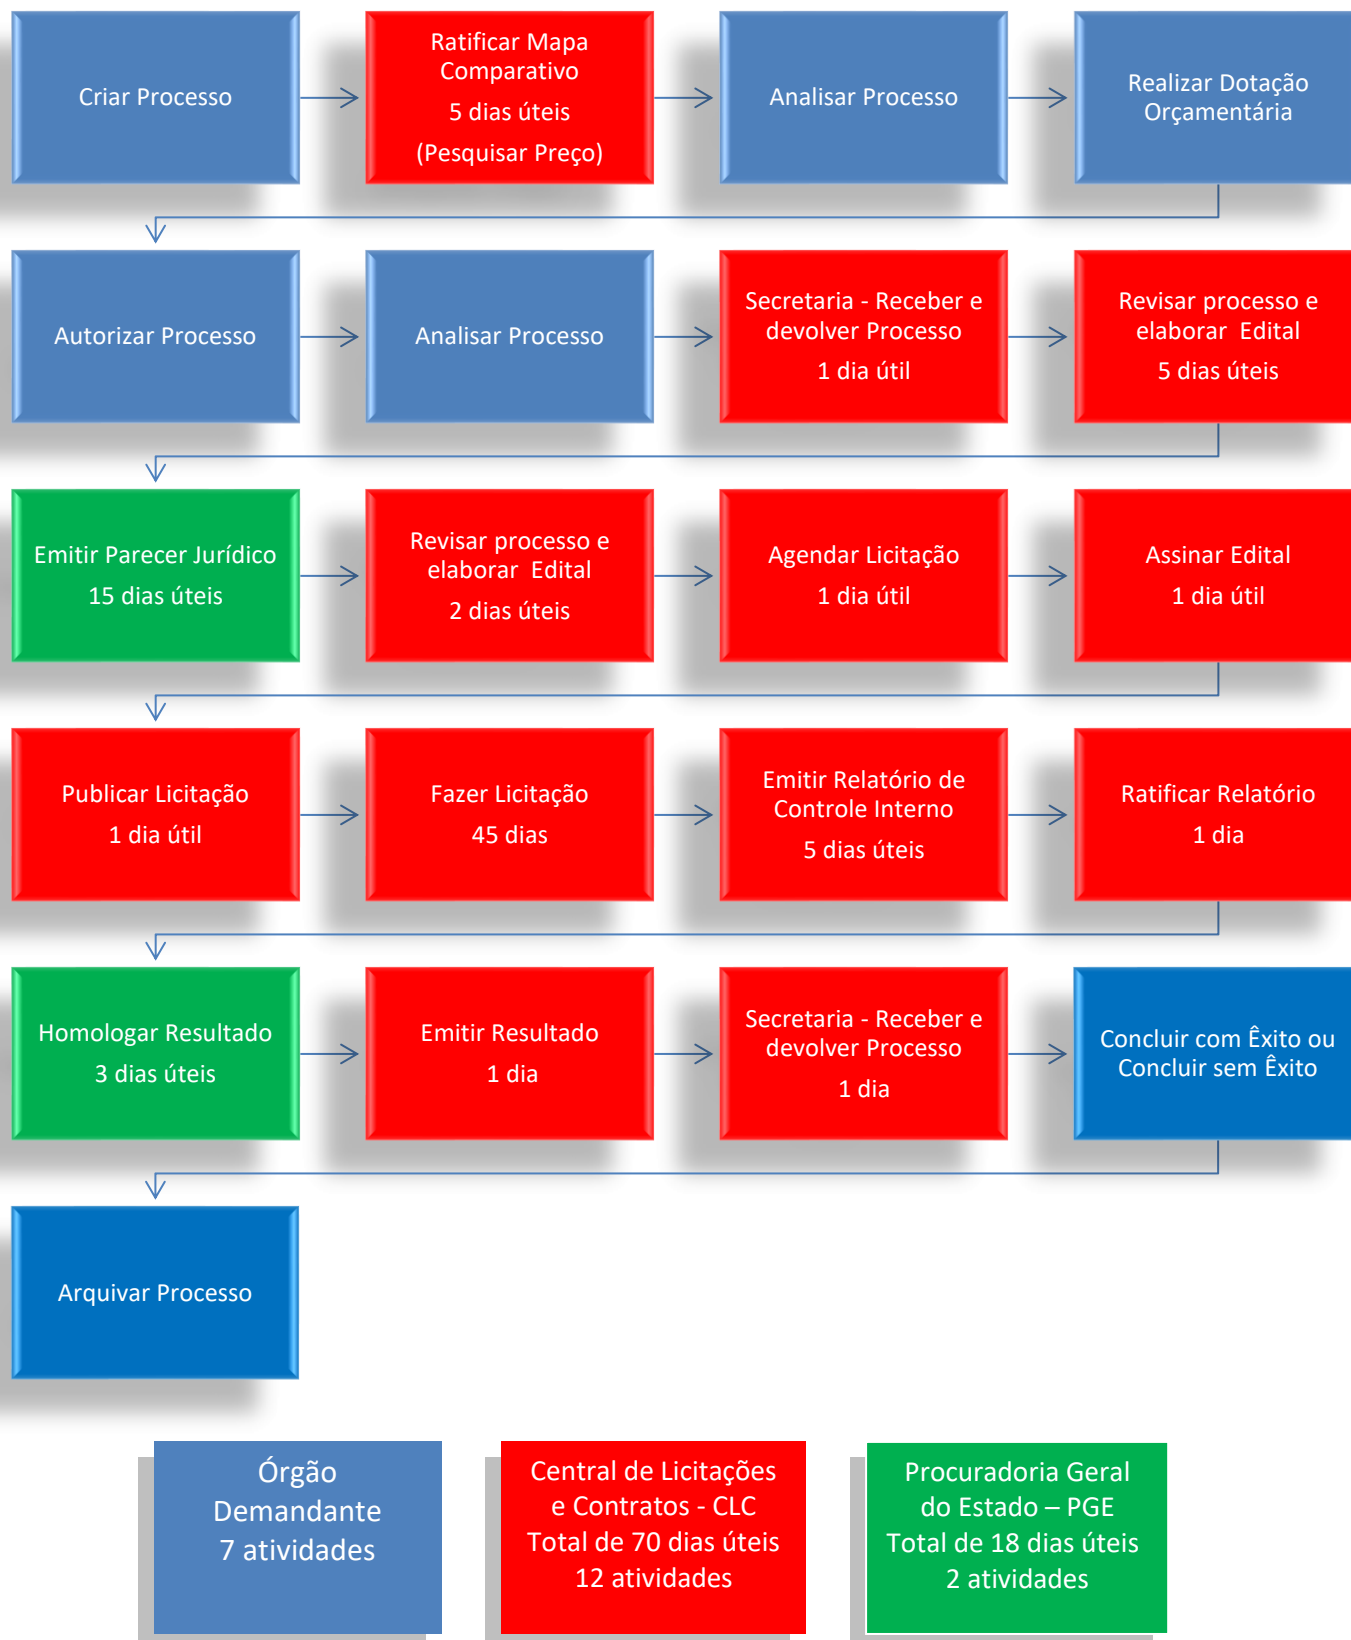 Criar Processo
Ratificar Mapa
Comparativo
5 dias úteis
(Pesquisar Preço)
Analisar Processo
Realizar Dotação
Orçamentária
Autorizar Processo
Analisar Processo
Secretaria - Receber e
devolver Processo
1 dia útil
Revisar processo e
elaborar Edital
5 dias úteis
Emitir Parecer Jurídico
15 dias úteis
Revisar processo e
elaborar Edital
2 dias úteis
Agendar Licitação
1 dia útil
Assinar Edital
1 dia útil
Publicar Licitação
1 dia útil
Fazer Licitação
45 dias
Emitir Relatório de
Controle Interno
5 dias úteis
Ratificar Relatório
1 dia
Homologar Resultado
3 dias úteis
Emitir Resultado
1 dia
Secretaria - Receber e
devolver Processo
1 dia
Concluir com Êxito ou
Concluir sem Êxito
Arquivar Processo
Órgão
Demandante
7 atividades
Central de Licitações
e Contratos - CLC
Total de 70 dias úteis
12 atividades
Procuradoria Geral
do Estado – PGE
Total de 18 dias úteis
2 atividades